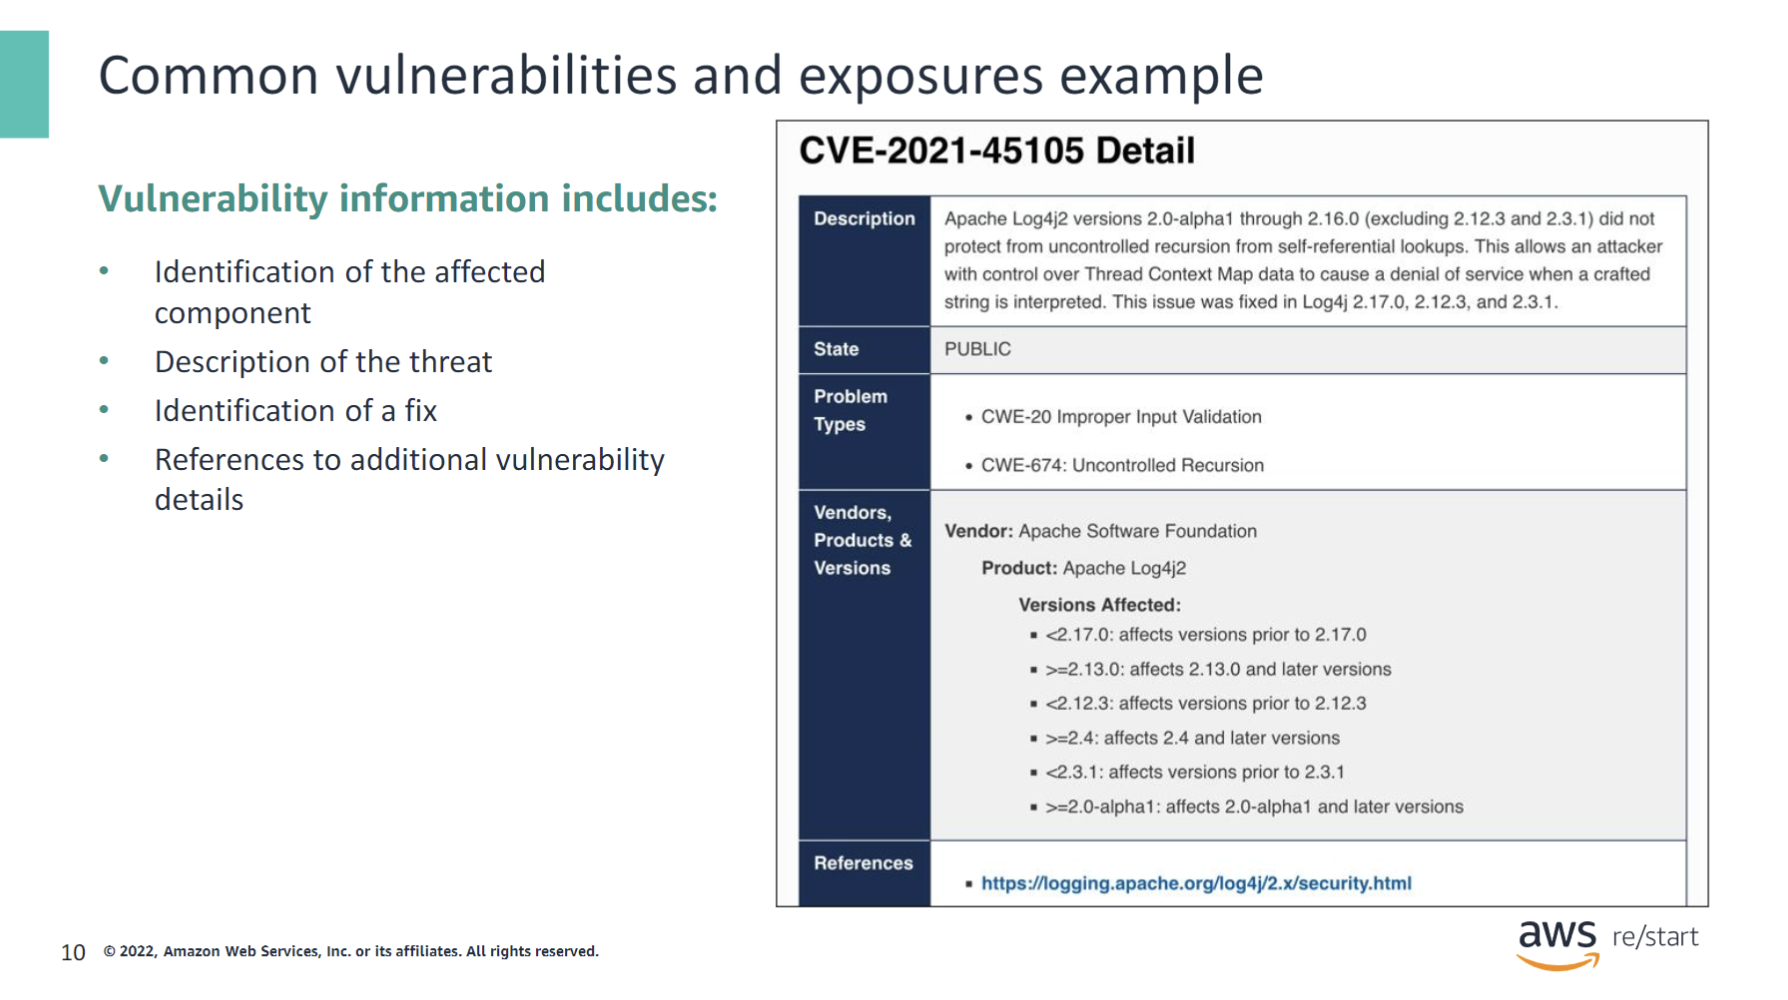 Common vulnerabilities and exposures example
Vulnerability information includes:
• Identification of the affected
component
• Description of the threat
• Identification of a fix
• References to additional vulnerability
details
CVE-2021-45105 Detail
Description
Apache Log4j2 versions 2.0-alpha1 through 2.16.0 (excluding 2.12.3 and 2.3.1) did not
protect from uncontrolled recursion from self-referential lookups. This allows an attacker
with control over Thread Context Map data to cause a denial of service when a crafted
string is interpreted. This issue was fixed in Log4j 2.17.0, 2.12.3, and 2.3.1.
State
PUBLIC
Problem
Types
• CWE-20 Improper Input Validation
• CWE-674: Uncontrolled Recursion
Vendors,
Products &
Versions
Vendor: Apache Software Foundation
Product: Apache Log4j2
Versions Affected:
▪ <2.17.0: affects versions prior to 2.17.0
▪ >=2.13.0: affects 2.13.0 and later versions
▪ <2.12.3: affects versions prior to 2.12.3
▪ >=2.4: affects 2.4 and later versions
▪ <2.3.1: affects versions prior to 2.3.1
▪ >=2.0-alpha1: affects 2.0-alpha1 and later versions
References
▪ https://logging.apache.org/log4j/2.x/security.html
10 © 2022, Amazon Web Services, Inc. or its affiliates. All rights reserved.
aws re/start